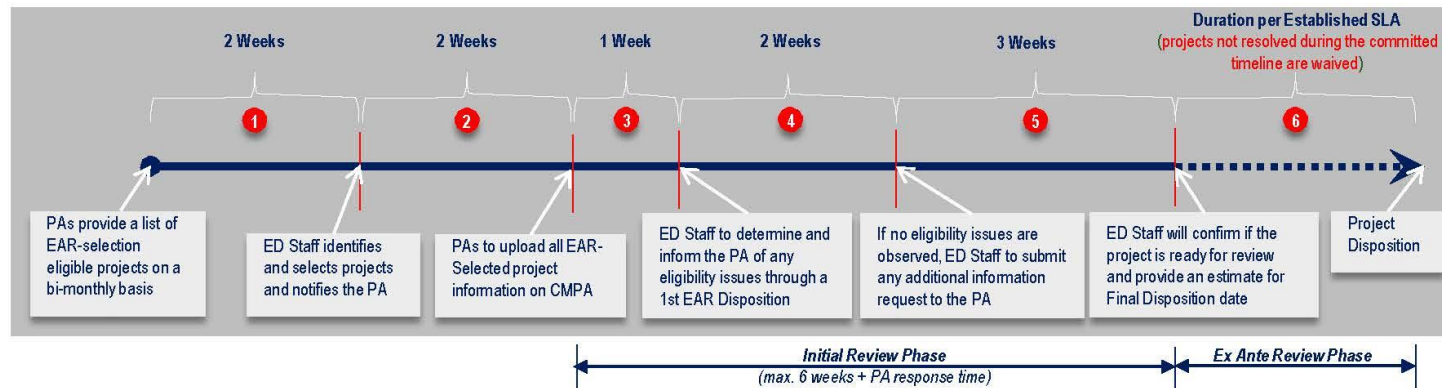 Duration per Established SLA
(projects not resolved during the committed
timeline are waived)
2 Weeks
2 Weeks
1 Week
2 Weeks
3 Weeks
1
2
3
4
5
6
PAs provide a list of
EAR-selection
eligible projects on a
bi-monthly basis
ED Staff identifies
and selects projects
and notifies the PA
PAs to upload all EAR-
Selected project
information on CMPA
ED Staff to determine and
inform the PA of any
eligibility issues through a
1st EAR Disposition
If no eligibility issues are
observed, ED Staff to submit
any additional information
request to the PA
ED Staff will confirm if the
project is ready for review
and provide an estimate for
Final Disposition date
Project
Disposition
Initial Review Phase
(max. 6 weeks + PA response time)
Ex Ante Review Phase